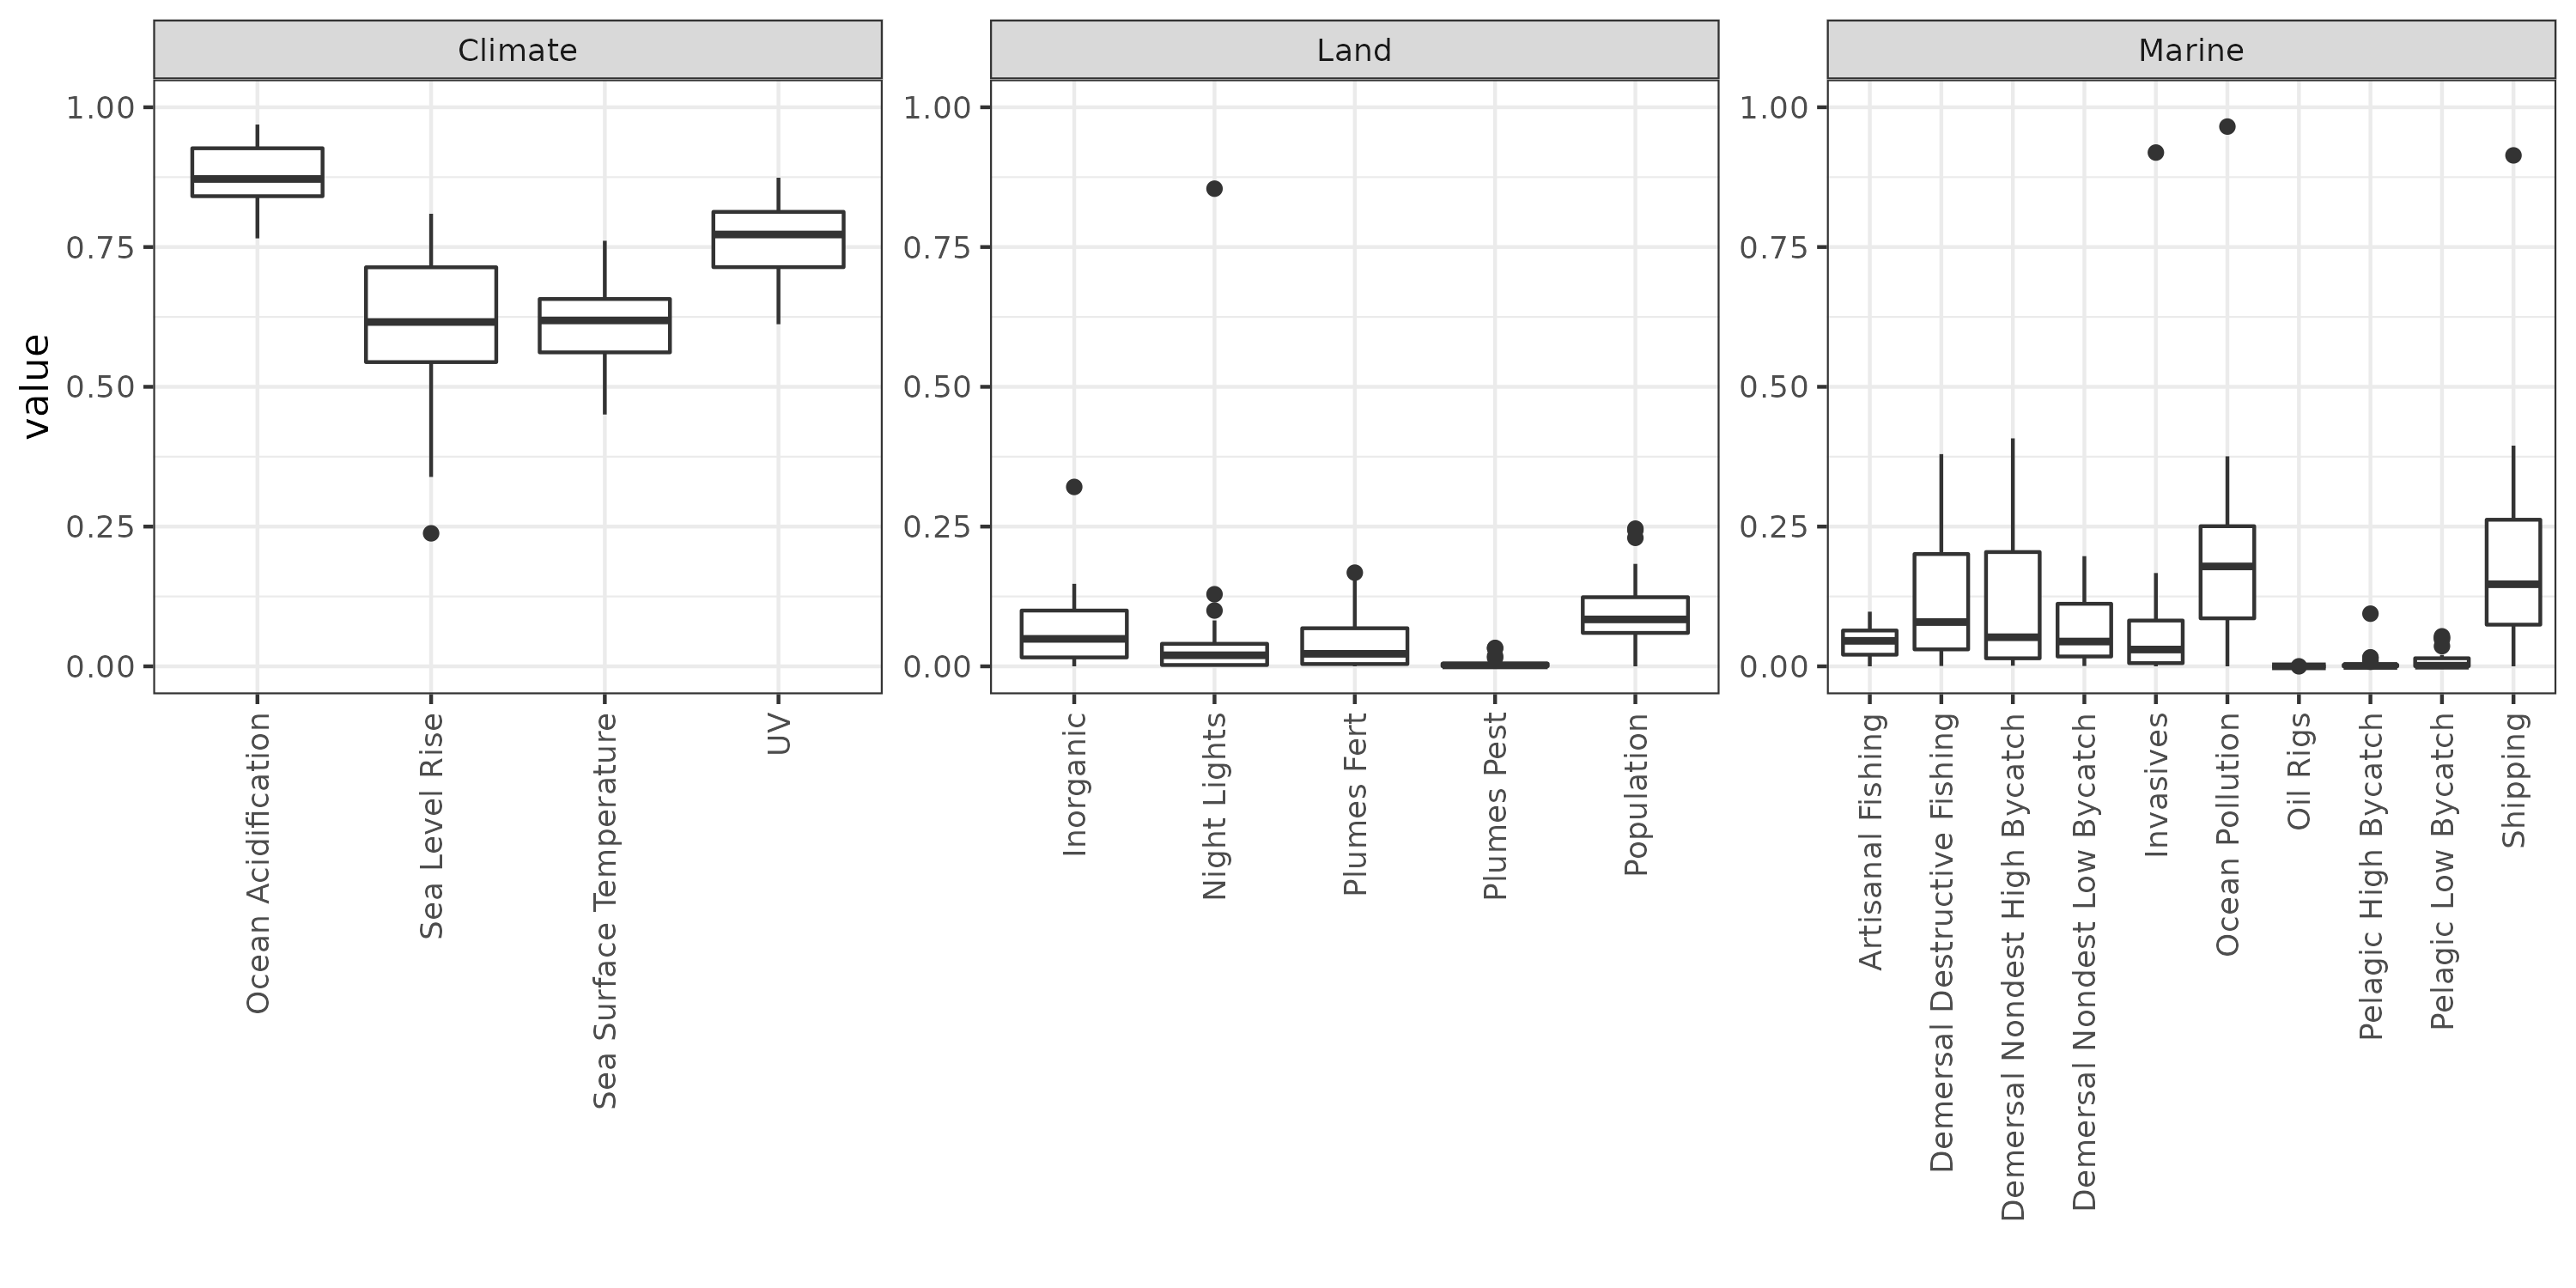 Climate
Land
Marine
value
1.00
0.75
0.50
0.25
0.00
1.00
0.75
0.50
0.25
0.00
1.00
0.75
0.50
0.25
0.00
Ocean Acidification
Sea Level Rise
Sea Surface Temperature
UV
Inorganic
Night Lights
Plumes Fert
Plumes Pest
Population
Artisanal Fishing
Demersal Destructive Fishing
Demersal Nondest High Bycatch
Demersal Nondest Low Bycatch
Invasives
Ocean Pollution
Oil Rigs
Pelagic High Bycatch
Pelagic Low Bycatch
Shipping